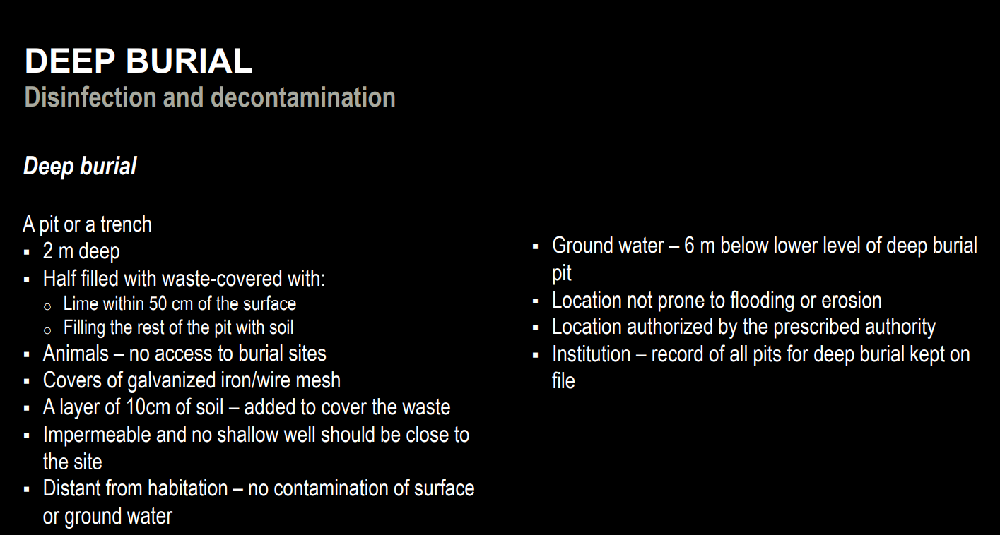 DEEP BURIAL
Disinfection and decontamination
Deep burial
A pit or a trench
▪ 2 m deep
▪ Half filled with waste-covered with:
o Lime within 50 cm of the surface
o Filling the rest of the pit with soil
▪ Animals – no access to burial sites
▪ Covers of galvanized iron/wire mesh
▪ A layer of 10cm of soil – added to cover the waste
▪ Impermeable and no shallow well should be close to
the site
▪ Distant from habitation – no contamination of surface
or ground water
▪ Ground water – 6 m below lower level of deep burial
pit
▪ Location not prone to flooding or erosion
▪ Location authorized by the prescribed authority
▪ Institution – record of all pits for deep burial kept on
file